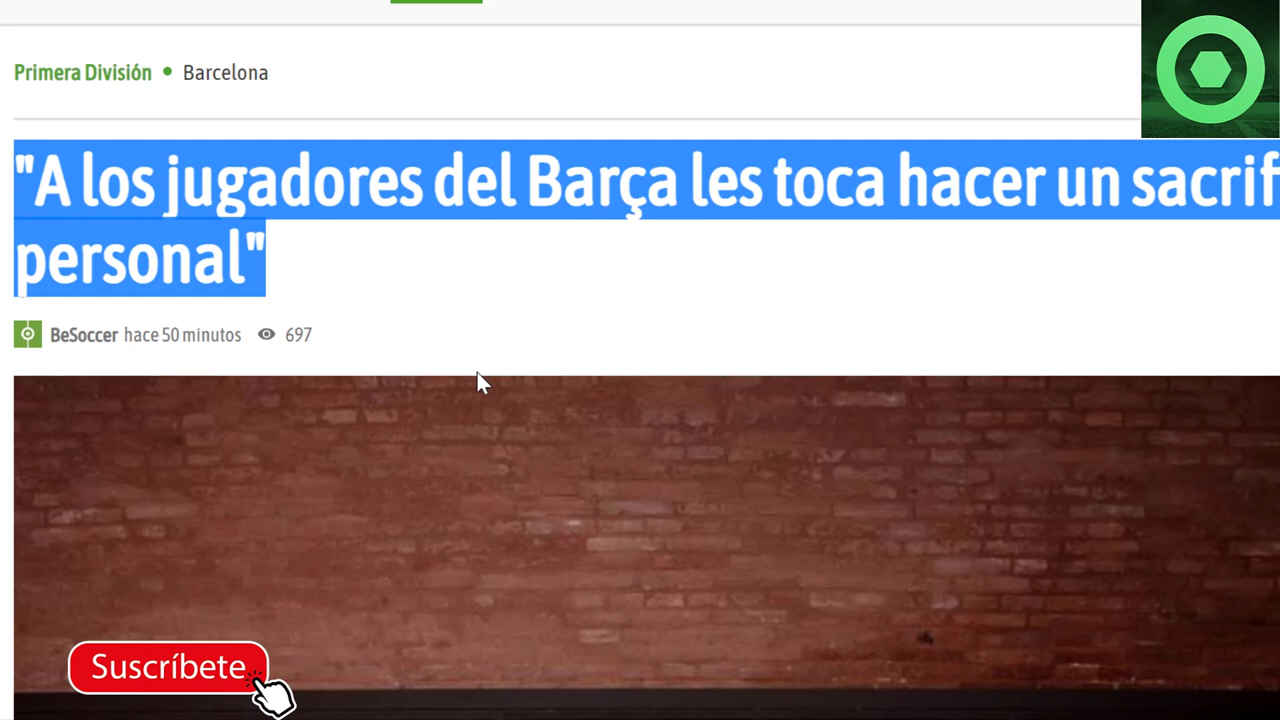 Primera División • Barcelona
"A los jugadores del Barça les toca hacer un sacrif
personal"
BeSoccer hace 50 minutos 697
Suscríbete